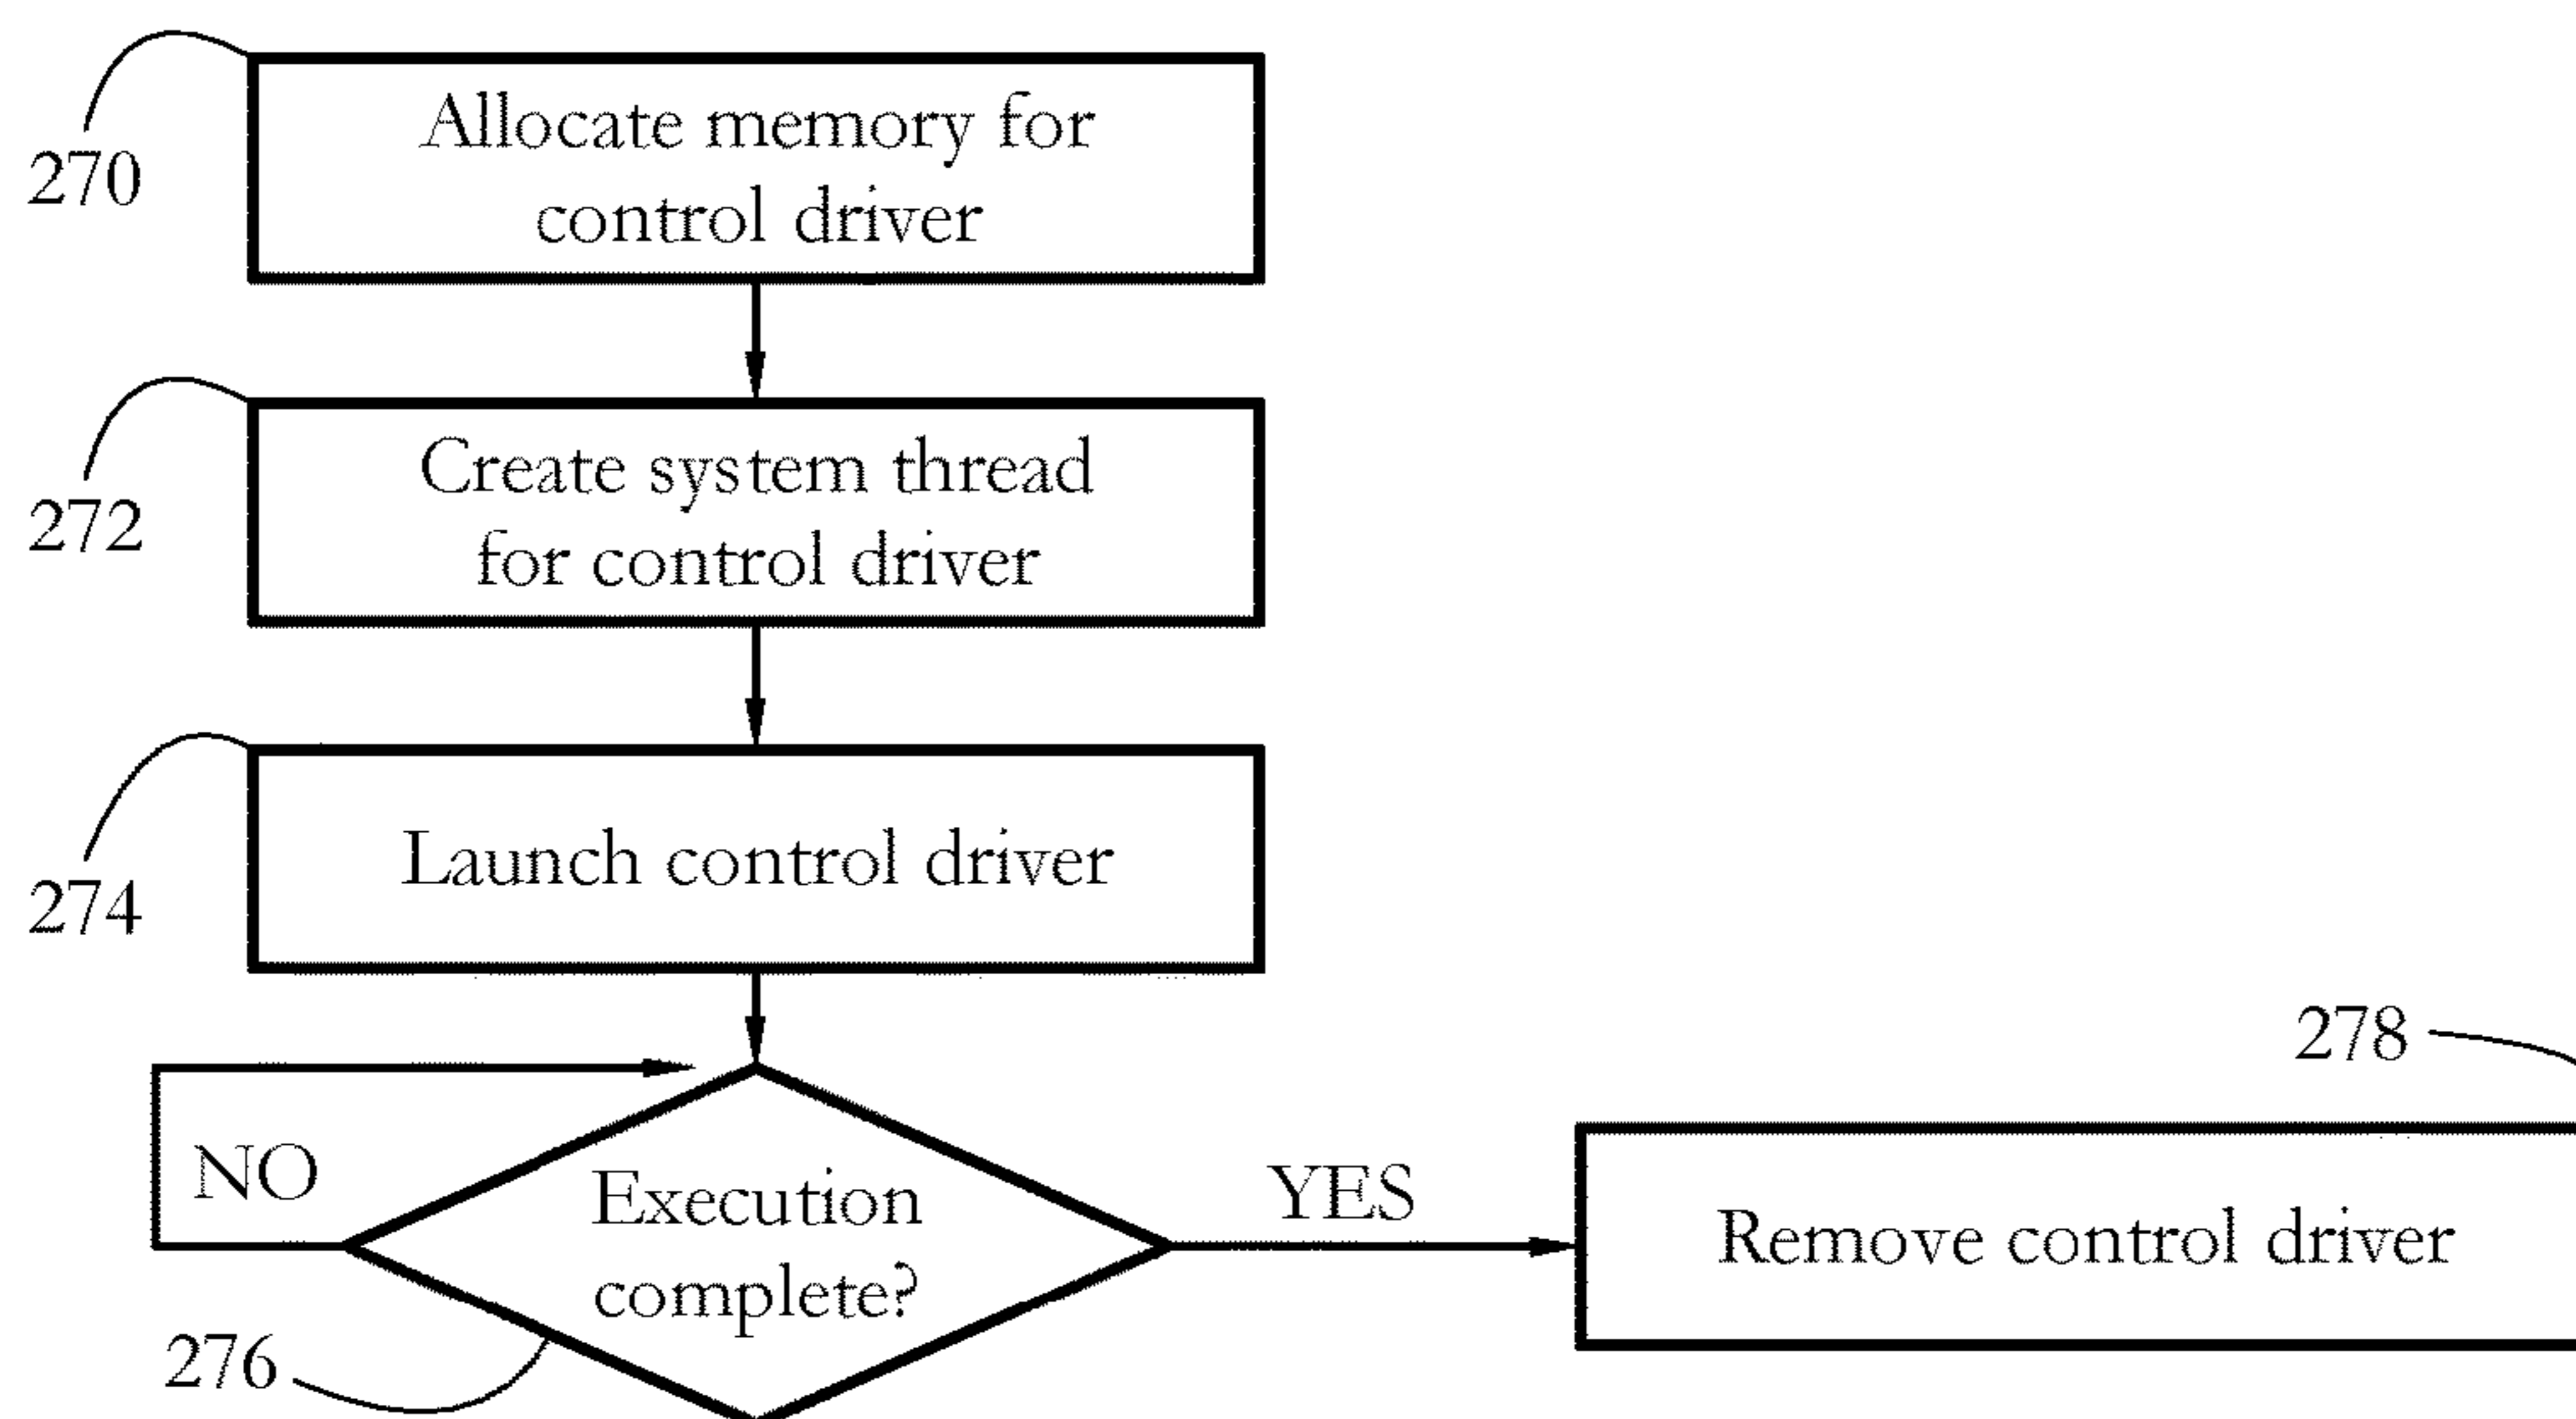 Allocate memory for
control driver
270
Create system thread
for control driver
272
Launch control driver
274
278
NO
Execution
complete?
YES
Remove control driver
276